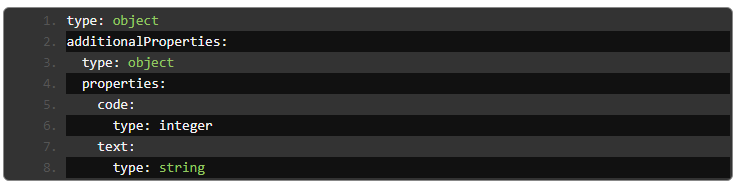 1. type: object
2. additionalProperties:
3.   type: object
4.   properties:
5.     code:
6.       type: integer
7.     text:
8.       type: string